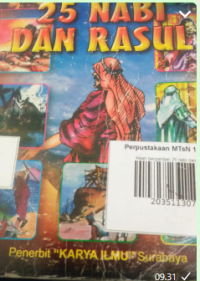 25 NABI
DAN RASUL
Perpustakaan MTsN 1
203511307
Penerbit "KARYA ILMU" Surabaya
09.31